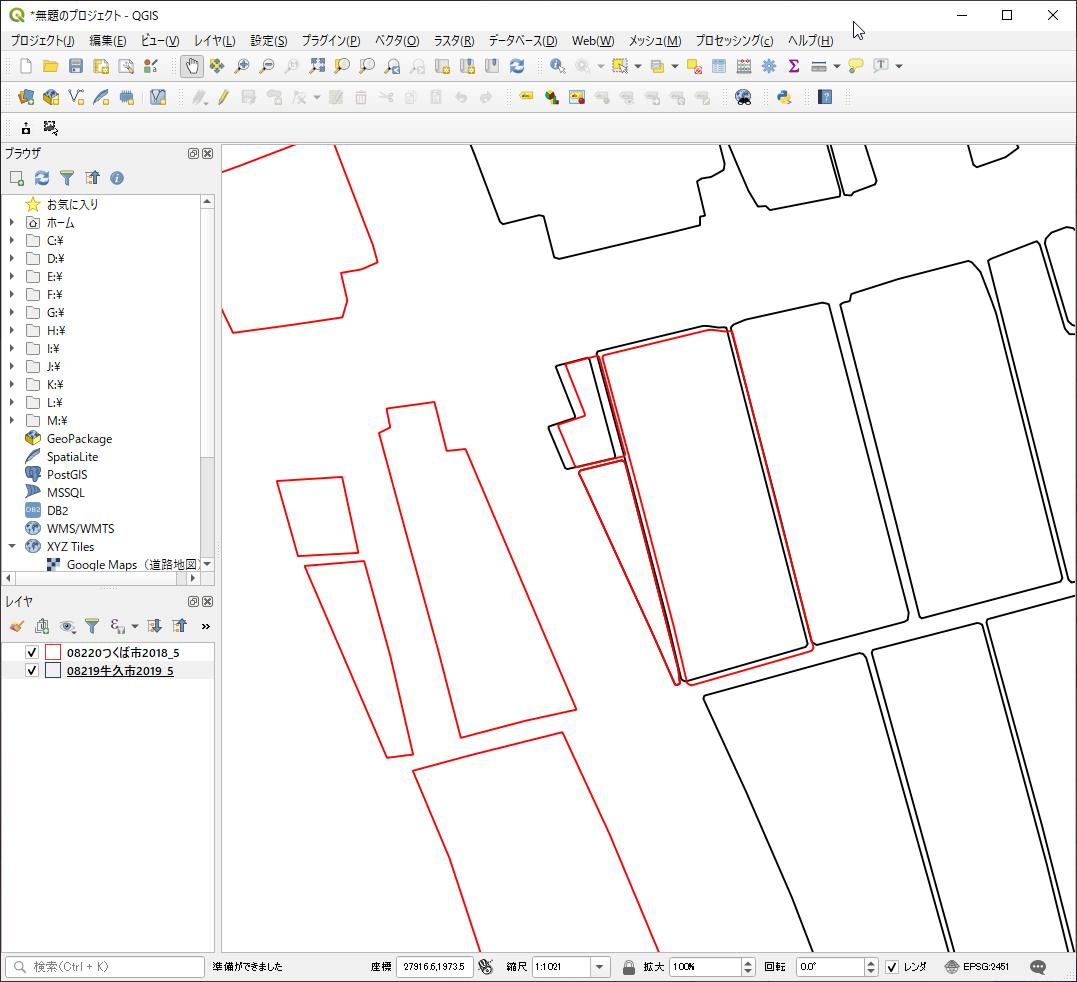 *無題のプロジェクト - QGIS
プロジェクト(J) 編集(E) ビュー(V) レイヤ(L) 設定(S) プラグイン(P) ベクタ(O) ラスタ(R) データベース(D) Web(W) メッシュ(M) プロセッシング(c) ヘルプ(H)
ブラウザ
お気に入り
ホーム
C:¥
D:¥
E:¥
F:¥
G:¥
H:¥
I:¥
J:¥
K:¥
L:¥
M:¥
GeoPackage
SpatiaLite
PostGIS
MSSQL
DB2
WMS/WMTS
XYZ Tiles
Google Maps（道路地図）
レイヤ
08220つくば市2018_5
08219牛久市2019_5
検索(Ctrl + K) 準備ができました 座標 27916.6,1973.5 縮尺 1:1021 拡大 100% 回転 0.0° レンダ EPSG:2451